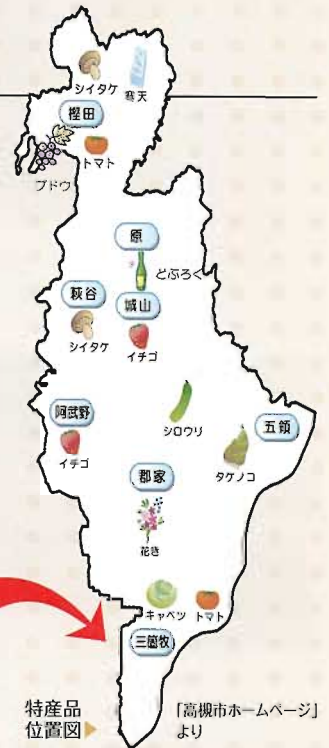 シイタケ
寒天
樫田
ブドウ
トマト
原
どぶろく
萩谷
城山
シイタケ
イチゴ
阿武野
イチゴ
シロウリ
五領
タケノコ
郡家
花き
キャベツ
トマト
三箇牧
特産品
位置図▶
「高槻市ホームページ」
より